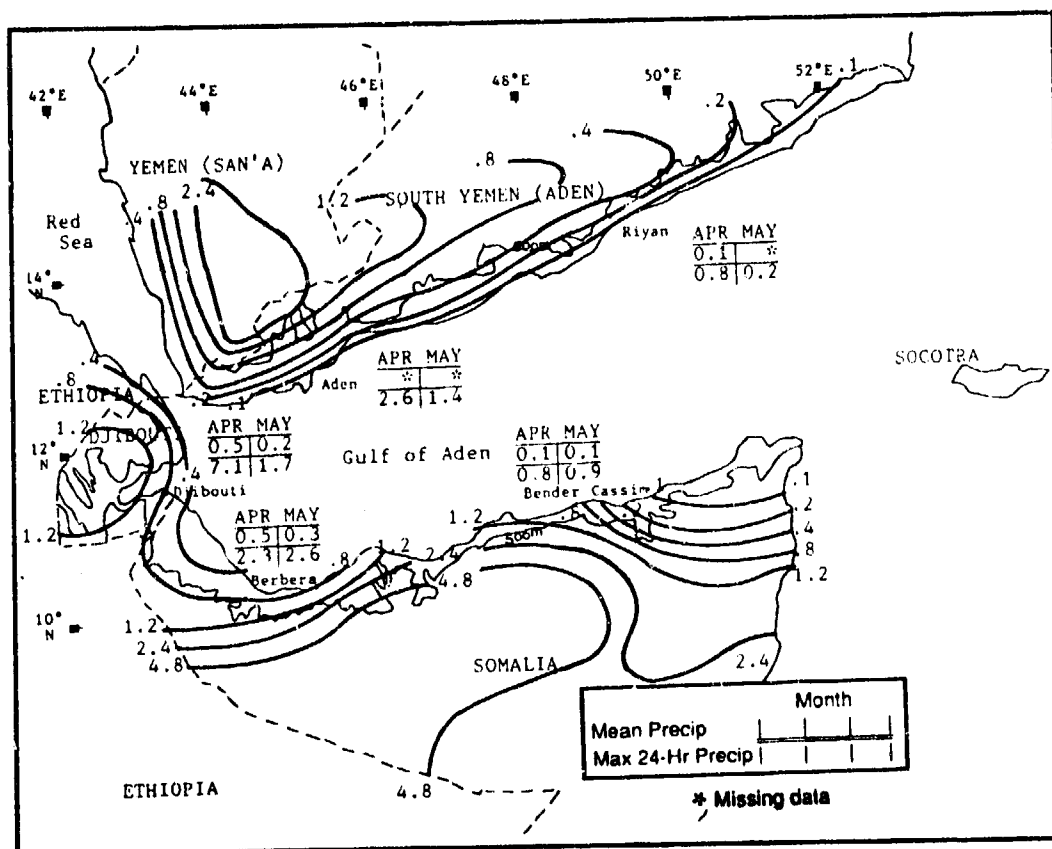 42°E
44°E
46°E
48°E
50°E
52°E
.1
.2
.4
.8
YEMEN (SAN'A)
2.4
.8
.4
1.2
SOUTH YEMEN (ADEN)
Red
Sea
Riyan
APR MAY
0.1 *
0.8 0.2
14°
N
SOCOTRA
APR MAY
* *
2.6 1.4
Aden
.2
.1
.4
.8
ETHIOPIA
1.2
12°
N
APR MAY
0.5 0.2
7.1 1.7
Gulf of Aden
APR MAY
0.1 0.1
0.8 0.9
.4
Djibouti
Bender Cassim
.1
.2
.4
.8
1.2
1.2
APR MAY
0.5 0.3
2.3 2.6
Berbera
.8
1.2
2.4
4.8
1.2
500m
10°
N
1.2
2.4
4.8
SOMALIA
2.4
4.8
ETHIOPIA
Month
Mean Precip
Max 24-Hr Precip
* Missing data